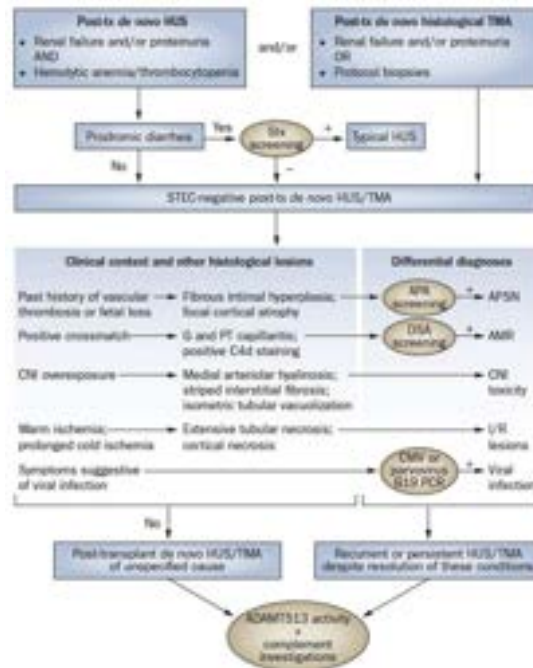 Post-tx de novo HUS
• Renal failure and/or proteinuria
AND
• Hemolytic anemia/thrombocytopenia
and/or
Post-tx de novo histological TMA
• Renal failure and/or proteinuria
OR
• Protocol biopsies
Prodromic diarrhea
Yes
Stx
screening
+
Typical HUS
No
–
STEC-negative post-tx de novo HUS/TMA
Clinical context and other histological lesions
Differential diagnoses
Past history of vascular
thrombosis or fetal loss
Fibrous intimal hyperplasia;
focal cortical atrophy
APA
screening
+
APSN
Positive crossmatch
G and PT capillaritis;
positive C4d staining
DSA
screening
+
AMR
CNI overexposure
Medial arteriolar hyalinosis;
striped interstitial fibrosis;
isometric tubular vacuolization
CNI
toxicity
Warm ischemia;
prolonged cold ischemia
Extensive tubular necrosis;
cortical necrosis
I/R
lesions
Symptoms suggestive
of viral infection
CMV or
parvovirus
B19 PCR
+
Viral
infection
No
Post-transplant de novo HUS/TMA
of unspecified cause
Recurrent or persistent HUS/TMA
despite resolution of these conditions
ADAMTS13 activity
+
complement
investigations